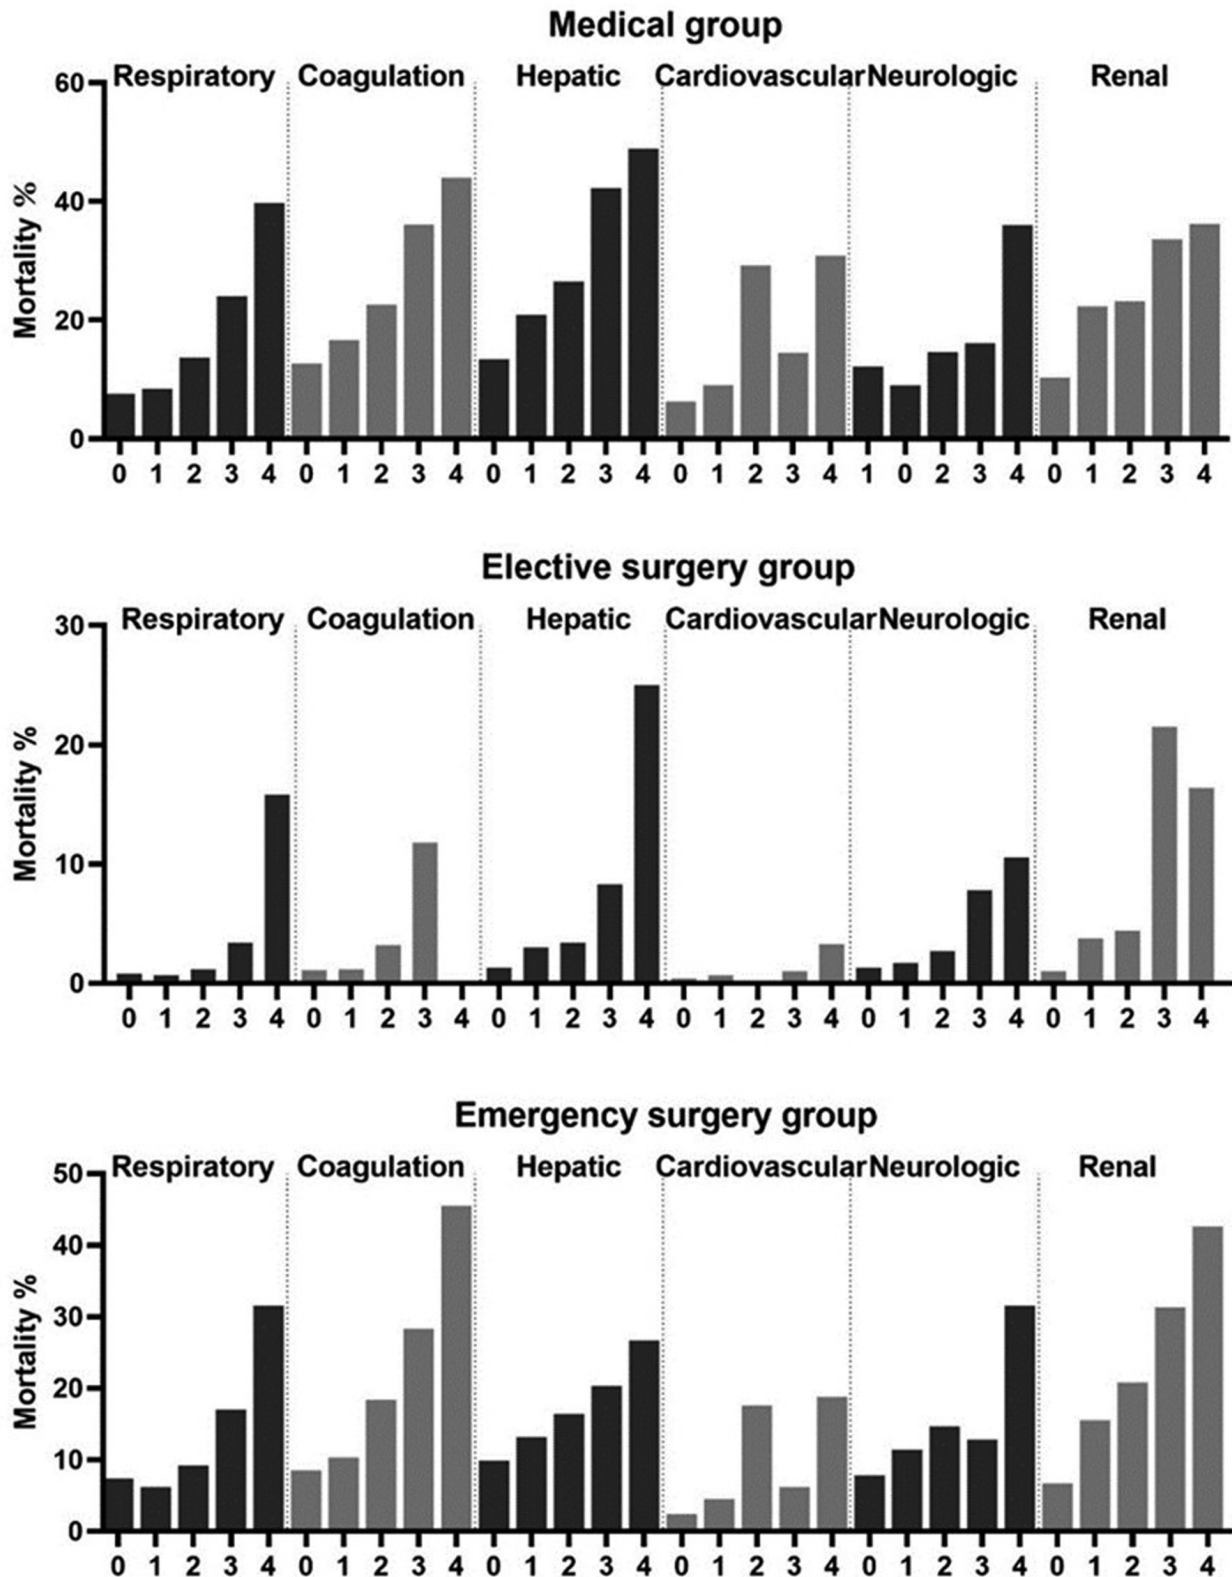 Medical group
Respiratory Coagulation Hepatic Cardiovascular Neurologic Renal
60
40
20
0
Mortality %
0 1 2 3 4 0 1 2 3 4 0 1 2 3 4 0 1 2 3 4 1 0 2 3 4 0 1 2 3 4
Elective surgery group
Respiratory Coagulation Hepatic Cardiovascular Neurologic Renal
30
20
10
0
Mortality %
0 1 2 3 4 0 1 2 3 4 0 1 2 3 4 0 1 2 3 4 0 1 2 3 4 0 1 2 3 4
Emergency surgery group
Respiratory Coagulation Hepatic Cardiovascular Neurologic Renal
50
40
30
20
10
0
Mortality %
0 1 2 3 4 0 1 2 3 4 0 1 2 3 4 0 1 2 3 4 0 1 2 3 4 0 1 2 3 4